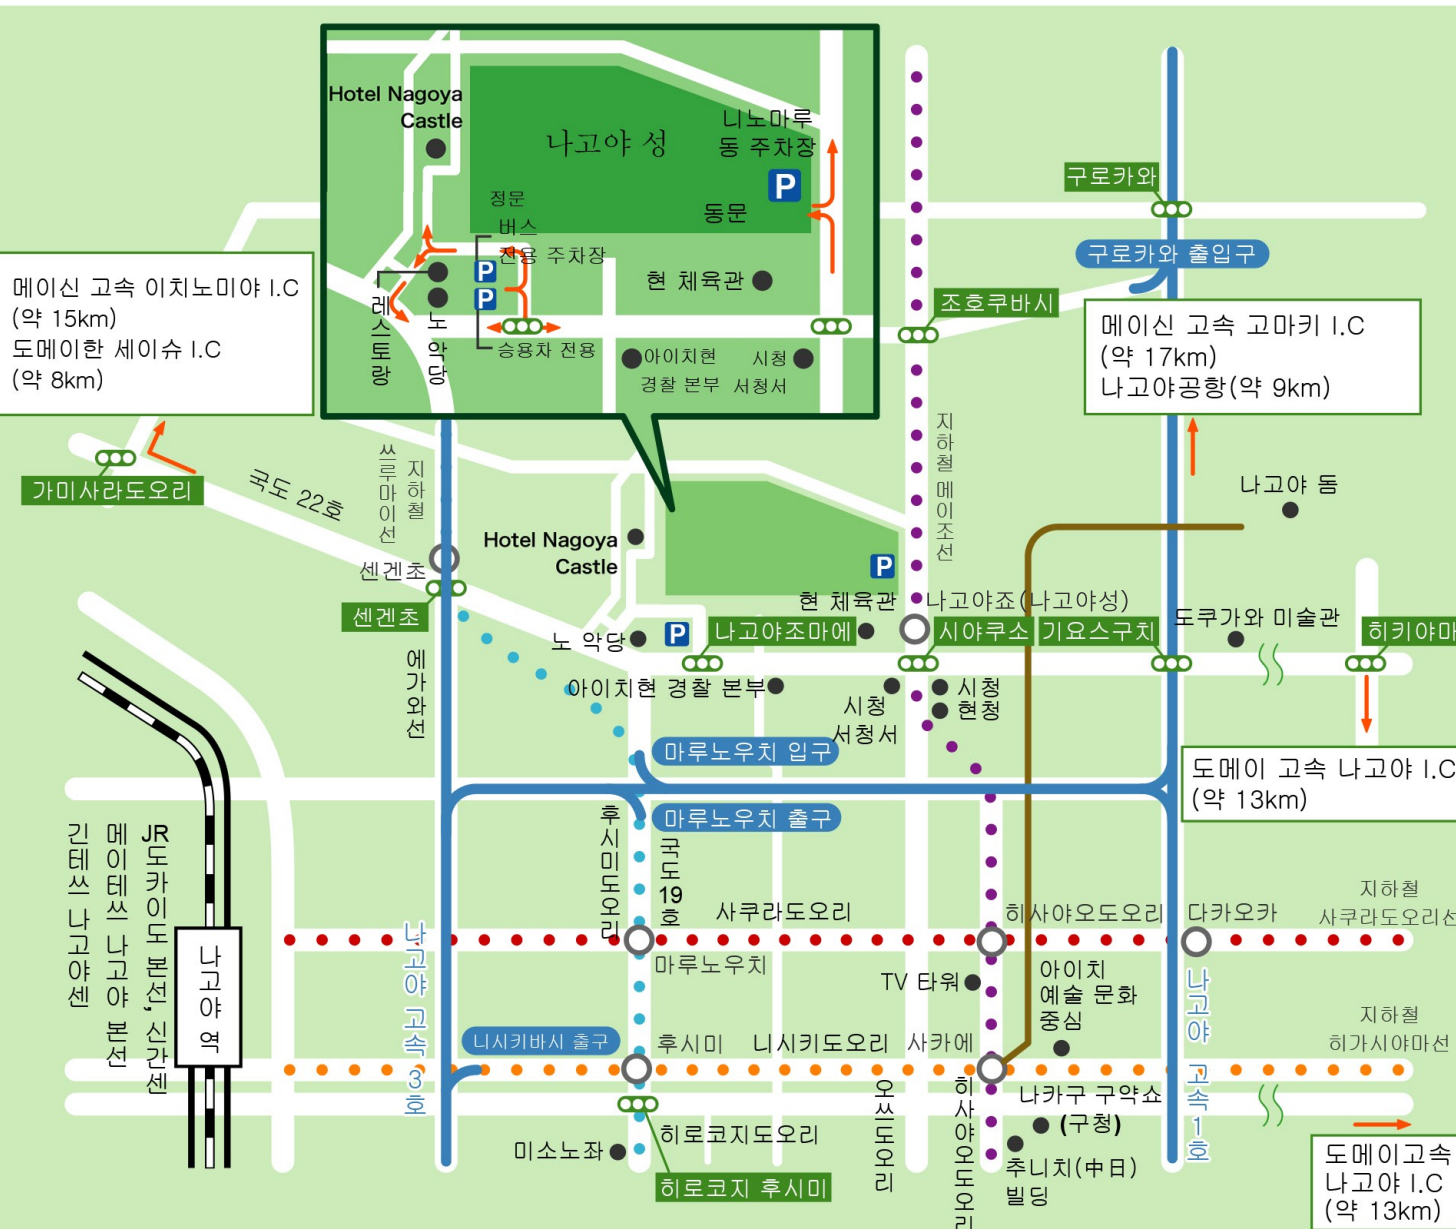 Hotel Nagoya
Castle
나고야 성
니노마루
동 주차장
P
동문
정문
버스
전용 주차장
P
P
현 체육관
레스토랑
노 악당
승용차 전용
아이치현
경찰 본부
시청
서청서
구로카와
구로카와 출입구
조호쿠바시
메이신 고속 이치노미야 I.C
(약 15km)
도메이한 세이슈 I.C
(약 8km)
메이신 고속 고마키 I.C
(약 17km)
나고야공항(약 9km)
가미사라도오리
국도 22호
지하철
쓰루마이선
지하철 메이조선
나고야 돔
Hotel Nagoya
Castle
P
센겐초
센겐초
현 체육관
나고야죠(나고야성)
노 악당
P
나고야조마에
시야쿠소
기요스구치
도쿠가와 미술관
히키야마
에가와선
아이치현 경찰 본부
시청
서청서
시청
현청
마루노우치 입구
마루노우치 출구
도메이 고속 나고야 I.C
(약 13km)
후시미도오리
국도 19호
JR도카이도 본선, 신간센
메이테쓰 나고야 본선
긴테쓰 나고야센
나고야 역
나고야 고속 3호
사쿠라도오리
마루노우치
히사야오도오리
다카오카
지하철
사쿠라도오리선
TV 타워
아이치
예술 문화
중심
나고야 고속 1호
니시키바시 출구
후시미
니시키도오리
사카에
지하철
히가시야마선
오쓰도오리
히사야오도오리
나카구 구약쇼
(구청)
미소노좌
히로코지도오리
추니치(中日)
빌딩
히로코지 후시미
도메이고속
나고야 I.C
(약 13km)